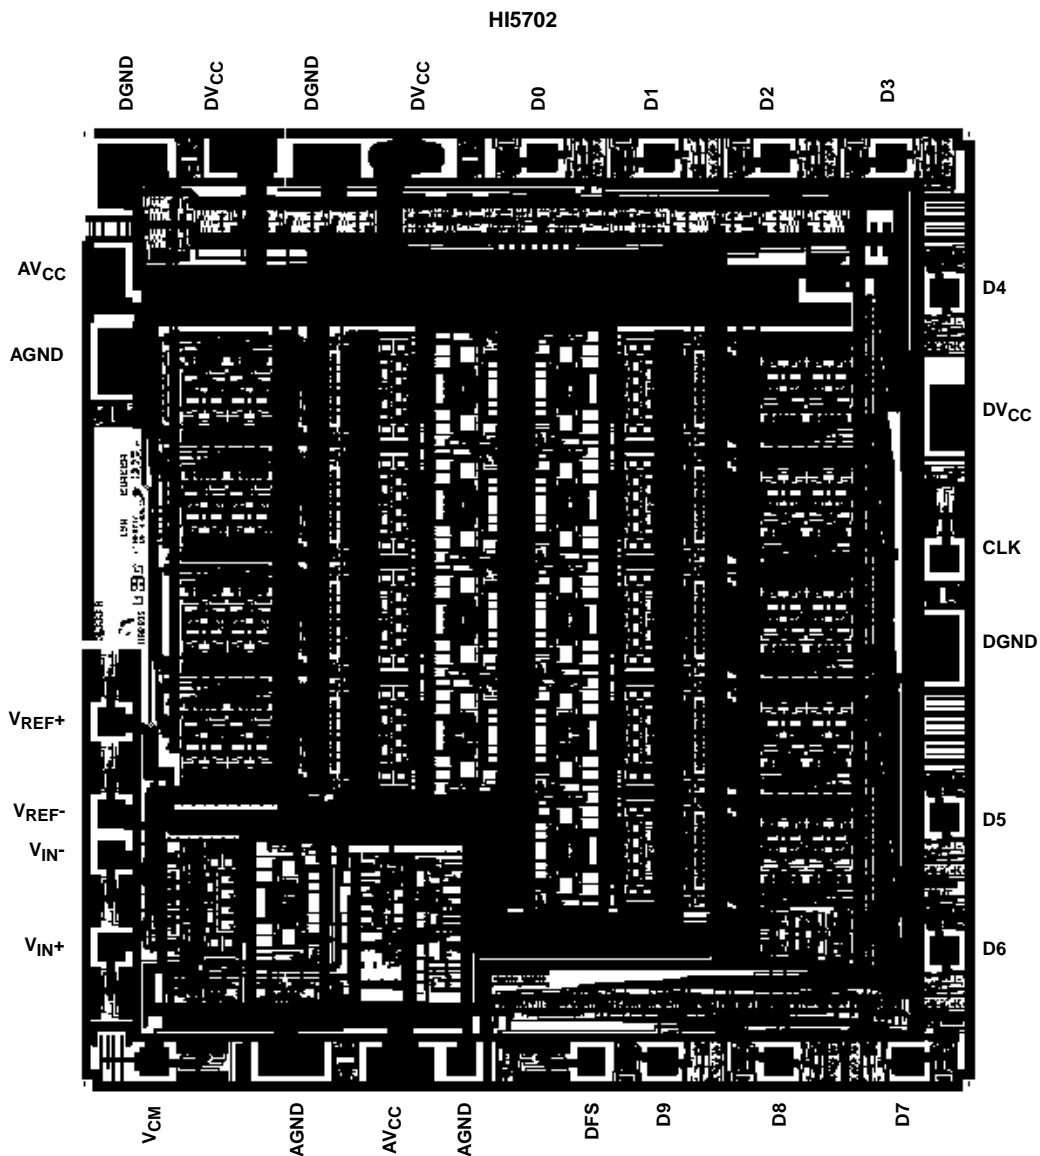 HI5702
DGND
DVCC
DGND
DVCC
D0
D1
D2
D3
AVCC
AGND
VREF+
VREF-
VIN-
VIN+
D4
DVCC
CLK
DGND
D5
D6
VCM
AGND
AVCC
AGND
DFS
D9
D8
D7